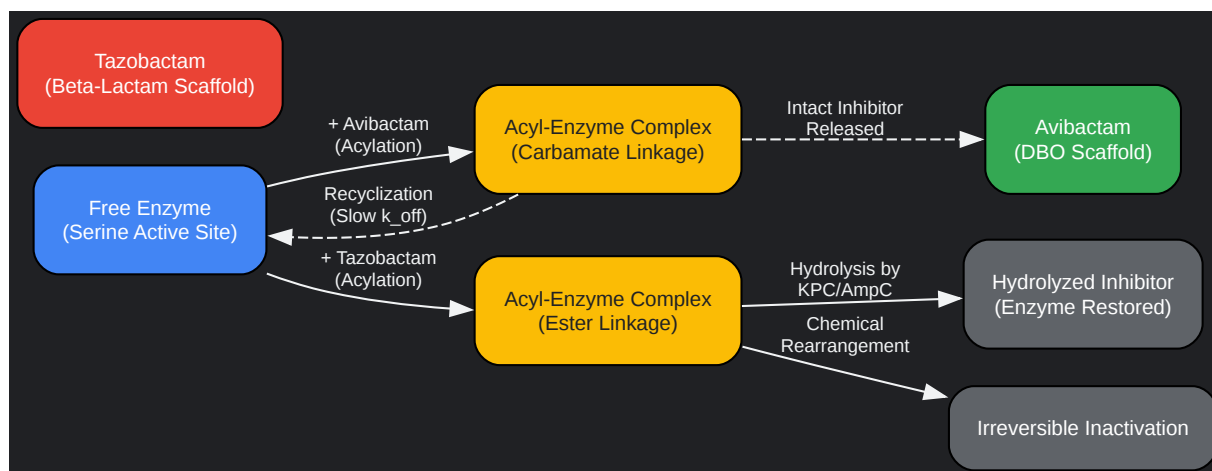 Tazobactam
(Beta-Lactam Scaffold)
+ Avibactam
(Acylation)
Acyl-Enzyme Complex
(Carbamate Linkage)
Intact Inhibitor
Released
Avibactam
(DBO Scaffold)
Free Enzyme
(Serine Active Site)
Recyclization
(Slow k_off)
+ Tazobactam
(Acylation)
Acyl-Enzyme Complex
(Ester Linkage)
Hydrolysis by
KPC/AmpC
Hydrolyzed Inhibitor
(Enzyme Restored)
Chemical
Rearrangement
Irreversible Inactivation